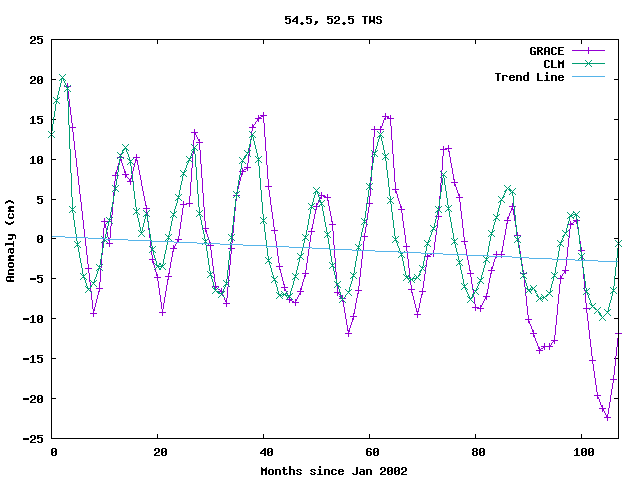 54.5, 52.5 TWS
GRACE
CLM
Trend Line
25
20
15
10
5
0
-5
-10
-15
-20
-25
Anomaly (cm)
0 20 40 60 80 100
Months since Jan 2002